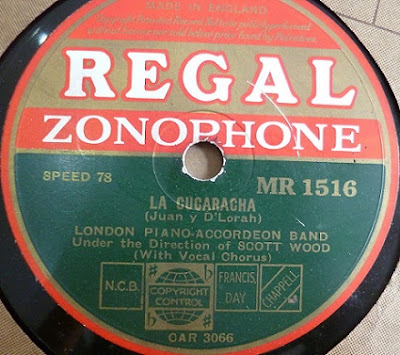 MADE IN ENGLAND
REGAL
ZONOPHONE
SPEED 78
MR 1516
LA CUCARACHA
(Juan y D'Lorah)
LONDON PIANO-ACCORDEON BAND
Under the Direction of SCOTT WOOD
(With Vocal Chorus)
N.C.B.
COPYRIGHT CONTROL
FRANCIS, DAY
CHAPPELL
CAR 3066